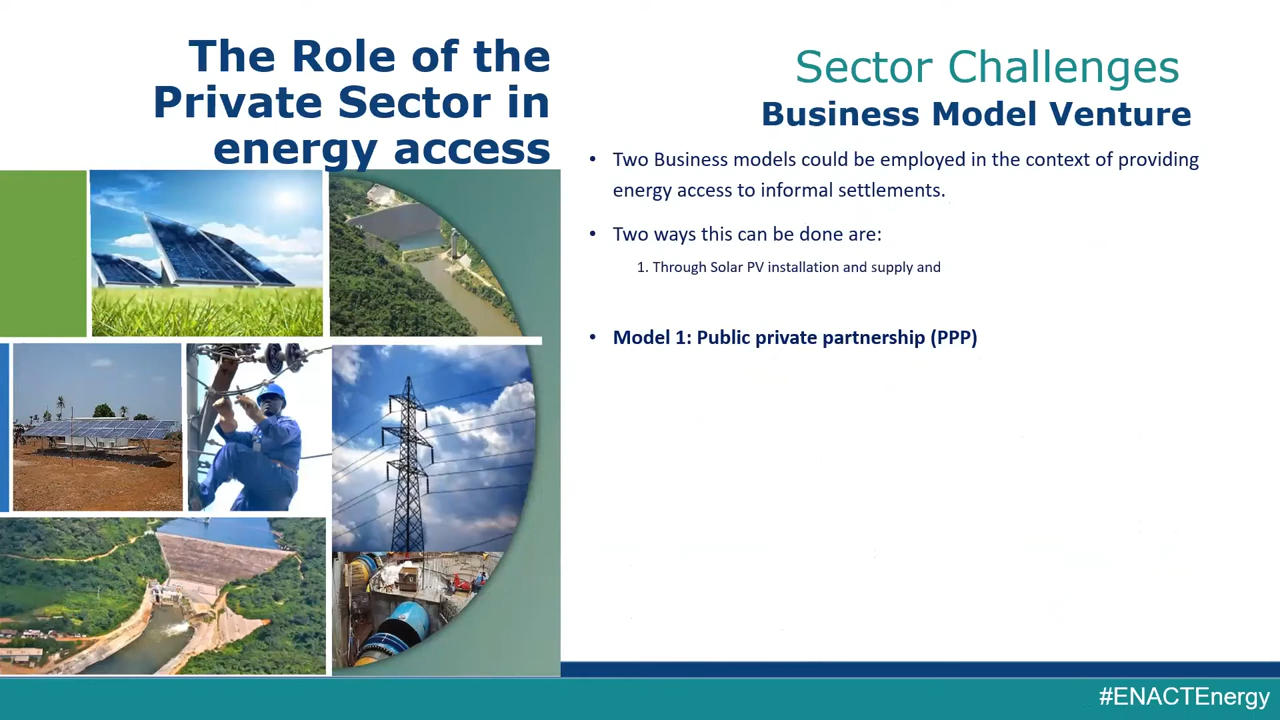 The Role of the
Private Sector in
energy access
Sector Challenges
Business Model Venture
• Two Business models could be employed in the context of providing
energy access to informal settlements.
• Two ways this can be done are:
1. Through Solar PV installation and supply and
• Model 1: Public private partnership (PPP)
#ENACTEnergy